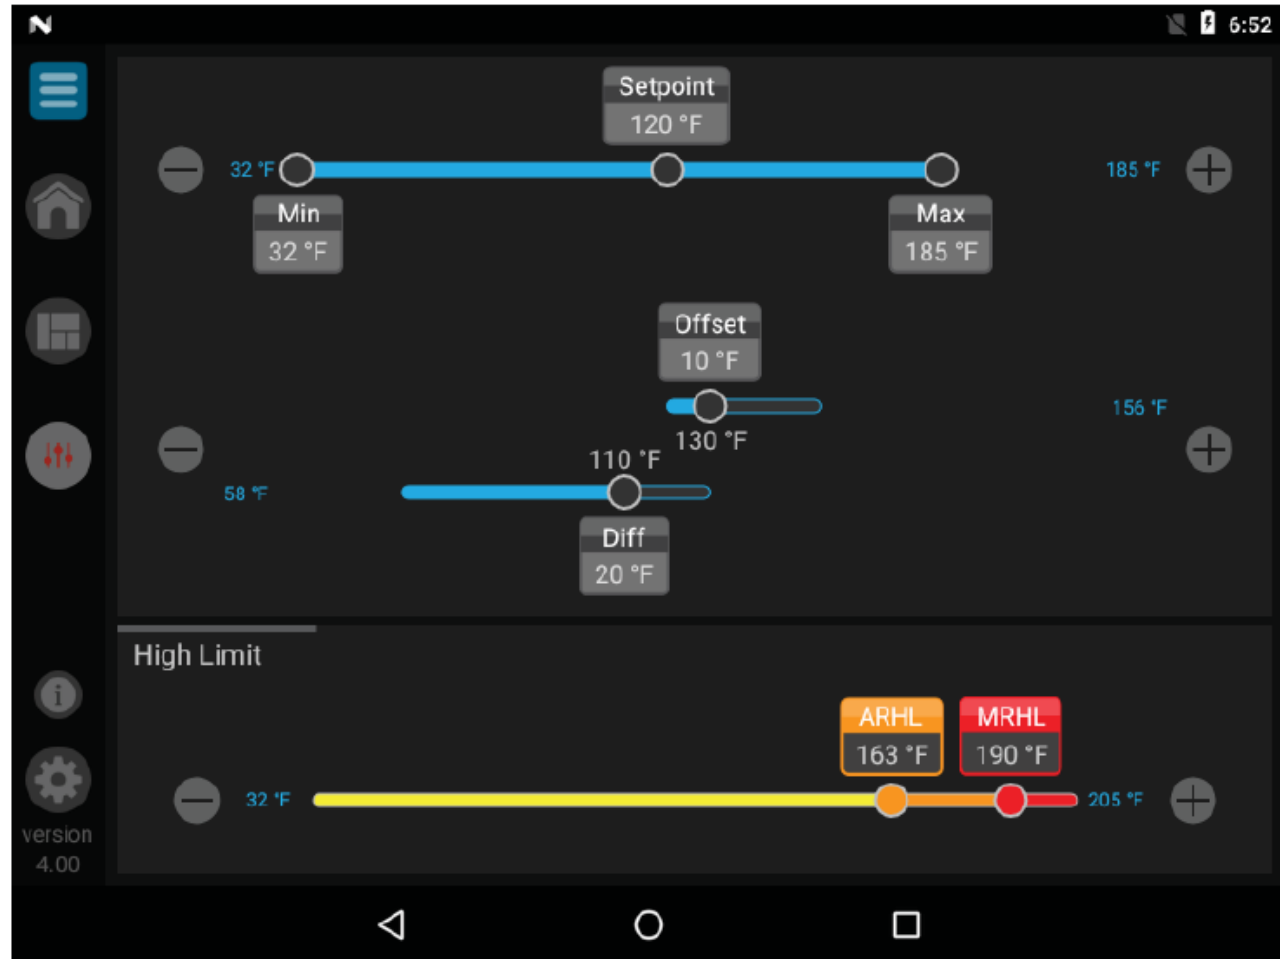 6:52
Setpoint
120 °F
32 °F
185 °F
Min
32 °F
Max
185 °F
Offset
10 °F
156 °F
130 °F
110 °F
58 °F
Diff
20 °F
High Limit
ARHL
163 °F
MRHL
190 °F
32 °F
205 °F
version
4.00